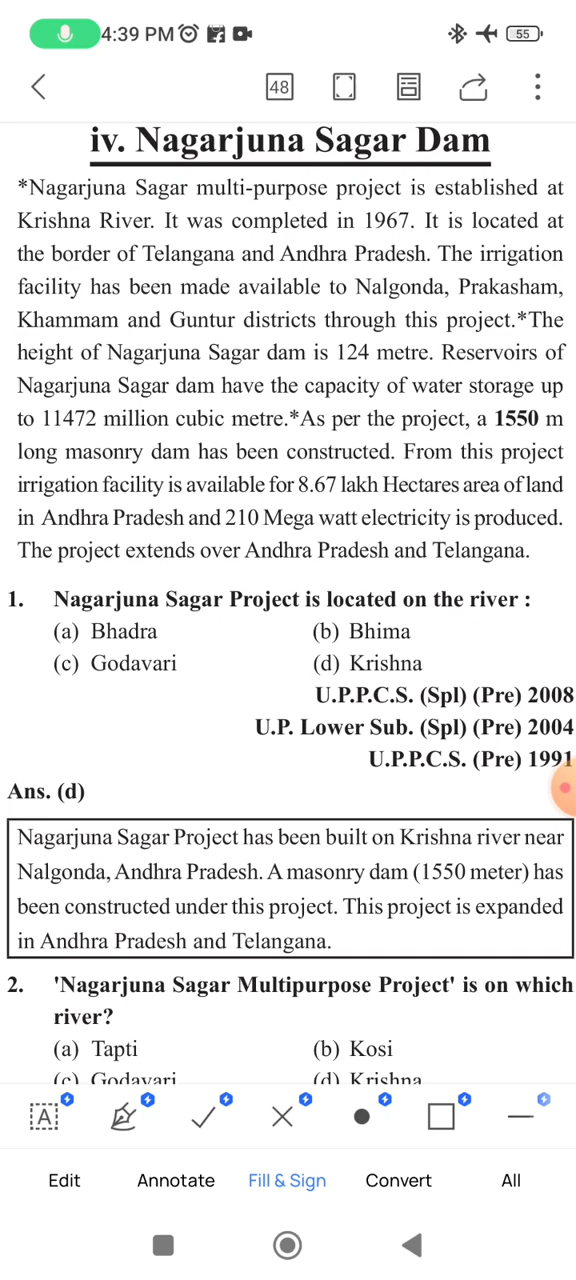 4:39 PM
55
48
iv. Nagarjuna Sagar Dam
*Nagarjuna Sagar multi-purpose project is established at
Krishna River. It was completed in 1967. It is located at
the border of Telangana and Andhra Pradesh. The irrigation
facility has been made available to Nalgonda, Prakasham,
Khammam and Guntur districts through this project.*The
height of Nagarjuna Sagar dam is 124 metre. Reservoirs of
Nagarjuna Sagar dam have the capacity of water storage up
to 11472 million cubic metre.*As per the project, a 1550 m
long masonry dam has been constructed. From this project
irrigation facility is available for 8.67 lakh Hectares area of land
in Andhra Pradesh and 210 Mega watt electricity is produced.
The project extends over Andhra Pradesh and Telangana.
1. Nagarjuna Sagar Project is located on the river :
(a) Bhadra (b) Bhima
(c) Godavari (d) Krishna
U.P.P.C.S. (Spl) (Pre) 2008
U.P. Lower Sub. (Spl) (Pre) 2004
U.P.P.C.S. (Pre) 1991
Ans. (d)
Nagarjuna Sagar Project has been built on Krishna river near
Nalgonda, Andhra Pradesh. A masonry dam (1550 meter) has
been constructed under this project. This project is expanded
in Andhra Pradesh and Telangana.
2. 'Nagarjuna Sagar Multipurpose Project' is on which
river?
(a) Tapti (b) Kosi
(c) Godavari (d) Krishna
A
Edit Annotate Fill & Sign Convert All